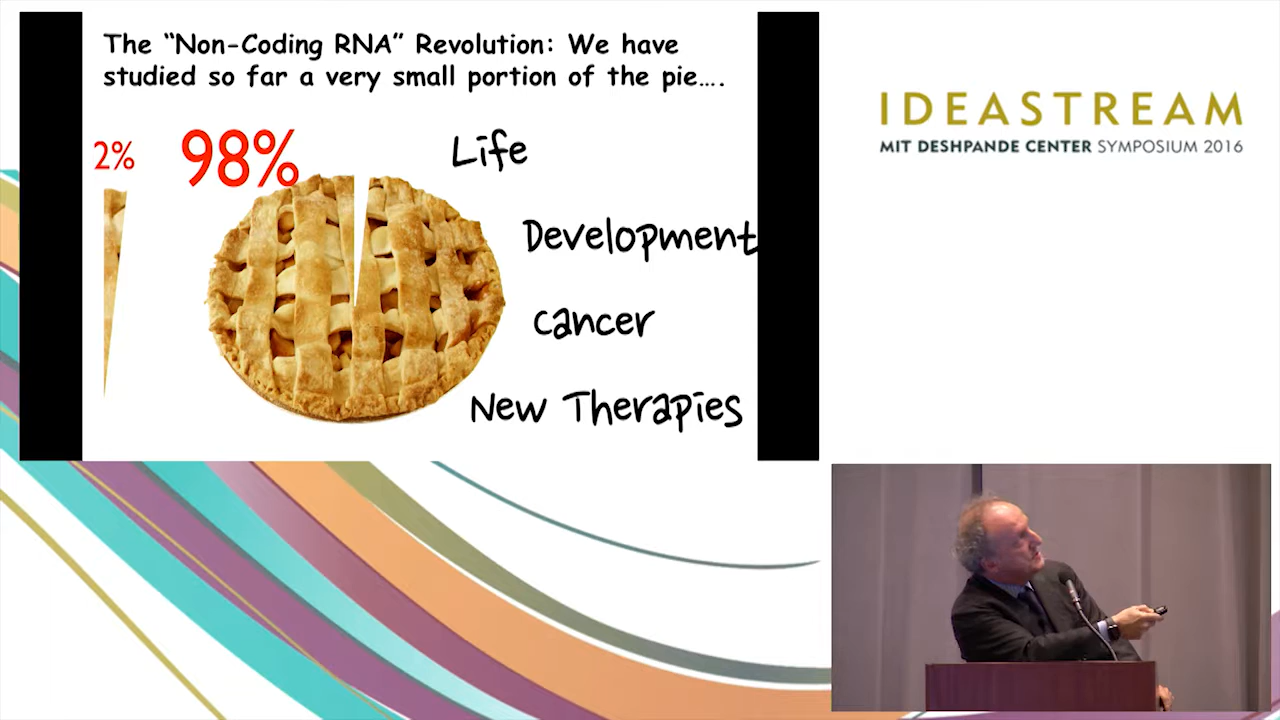 The “Non-Coding RNA” Revolution: We have
studied so far a very small portion of the pie....
2%
98%
Life
Development
Cancer
New Therapies
IDEASTREAM
MIT DESHPANDE CENTER SYMPOSIUM 2016